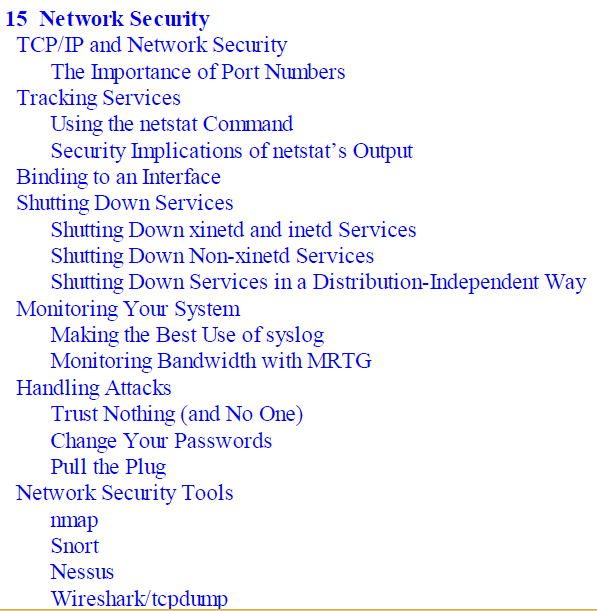 15 Network Security
TCP/IP and Network Security
The Importance of Port Numbers
Tracking Services
Using the netstat Command
Security Implications of netstat’s Output
Binding to an Interface
Shutting Down Services
Shutting Down xinetd and inetd Services
Shutting Down Non-xinetd Services
Shutting Down Services in a Distribution-Independent Way
Monitoring Your System
Making the Best Use of syslog
Monitoring Bandwidth with MRTG
Handling Attacks
Trust Nothing (and No One)
Change Your Passwords
Pull the Plug
Network Security Tools
nmap
Snort
Nessus
Wireshark/tcpdump